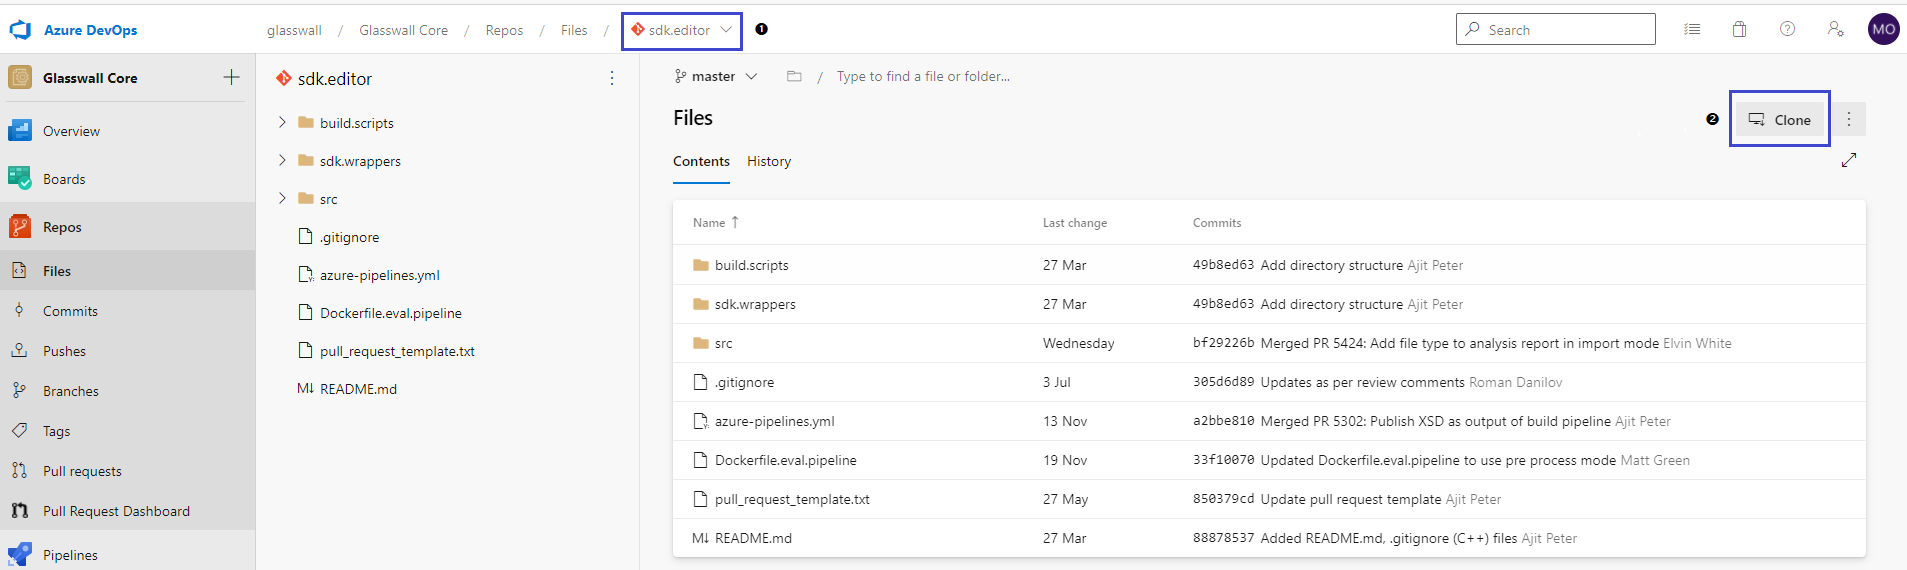 Azure DevOps
glasswall / Glasswall Core / Repos / Files / sdk.editor 1
Search
MO
Glasswall Core
Overview
Boards
Repos
Files
Commits
Pushes
Branches
Tags
Pull requests
Pull Request Dashboard
Pipelines
sdk.editor
build.scripts
sdk.wrappers
src
.gitignore
azure-pipelines.yml
Dockerfile.eval.pipeline
pull_request_template.txt
M↓ README.md
master / Type to find a file or folder...
Files
2 Clone
Contents History
Name ↑ Last change Commits
build.scripts 27 Mar 49b8ed63 Add directory structure Ajit Peter
sdk.wrappers 27 Mar 49b8ed63 Add directory structure Ajit Peter
src Wednesday bf29226b Merged PR 5424: Add file type to analysis report in import mode Elvin White
.gitignore 3 Jul 305d6d89 Updates as per review comments Roman Danilov
azure-pipelines.yml 13 Nov a2bbe810 Merged PR 5302: Publish XSD as output of build pipeline Ajit Peter
Dockerfile.eval.pipeline 19 Nov 33f10070 Updated Dockerfile.eval.pipeline to use pre process mode Matt Green
pull_request_template.txt 27 May 850379cd Update pull request template Ajit Peter
M↓ README.md 27 Mar 88878537 Added README.md, .gitignore (C++) files Ajit Peter